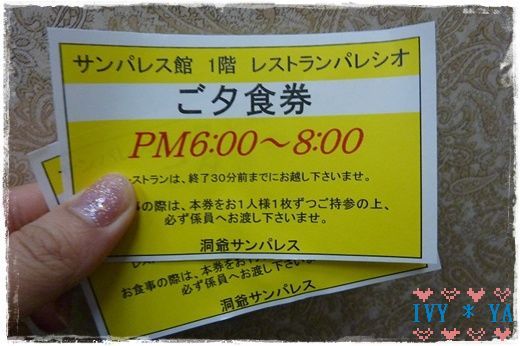 サンパレス館 1階 レストランパレシオ
ご夕食券
PM6:00～8:00
レストランは、終了30分前までにお越し下さいませ。
事の際は、本券をお1人様1枚ずつご持参の上、
必ず係員へお渡し下さいませ。
洞爺サンパレス
お食事の際は、本券をお1
必ず係員へお渡し下さいま
洞爺サンパレス
IVY * YA